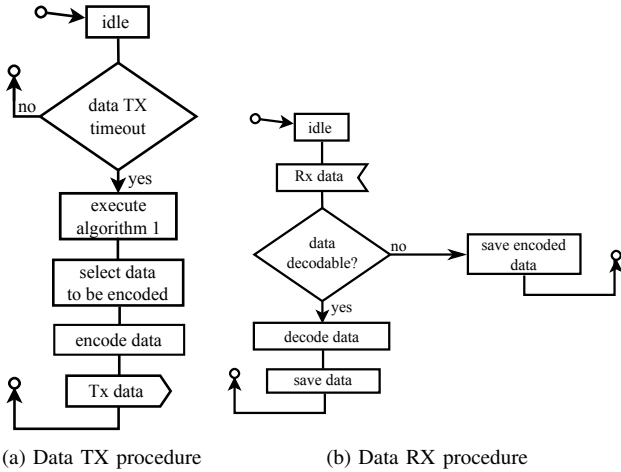 idle
data TX
timeout
no
yes
execute
algorithm 1
select data
to be encoded
encode data
Tx data
(a) Data TX procedure
idle
Rx data
data
decodable?
no
save encoded
data
yes
decode data
save data
(b) Data RX procedure